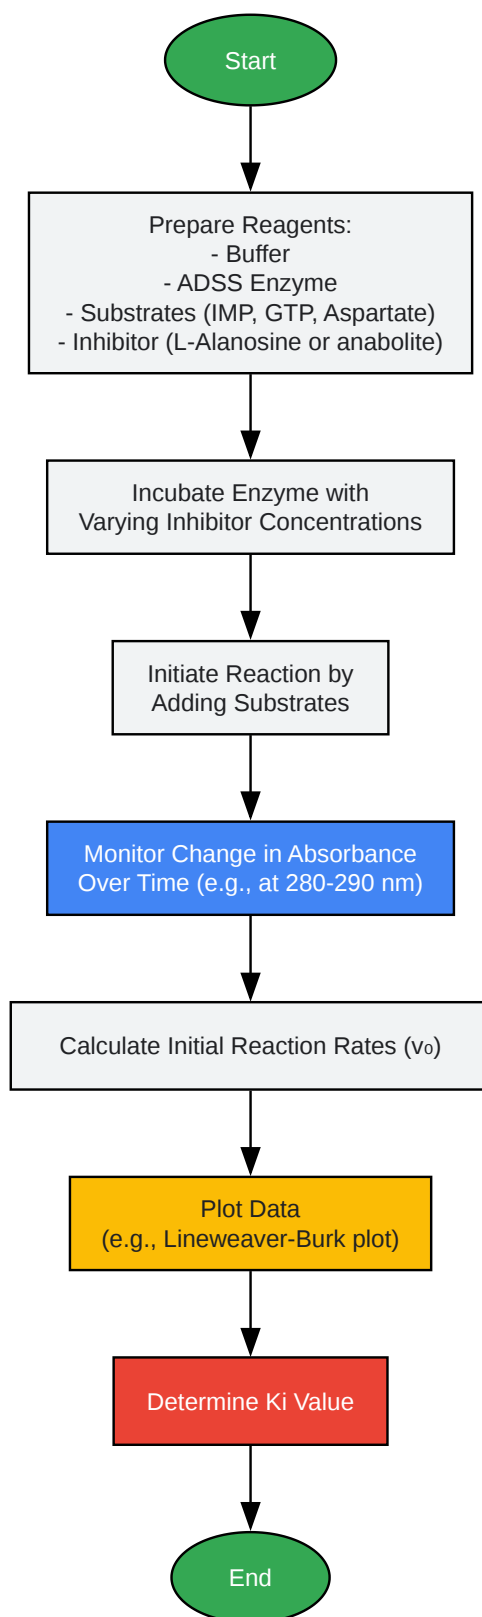 Start
Prepare Reagents:
- Buffer
- ADSS Enzyme
- Substrates (IMP, GTP, Aspartate)
- Inhibitor (L-Alanosine or anabolite)
Incubate Enzyme with
Varying Inhibitor Concentrations
Initiate Reaction by
Adding Substrates
Monitor Change in Absorbance
Over Time (e.g., at 280-290 nm)
Calculate Initial Reaction Rates (v₀)
Plot Data
(e.g., Lineweaver-Burk plot)
Determine Ki Value
End